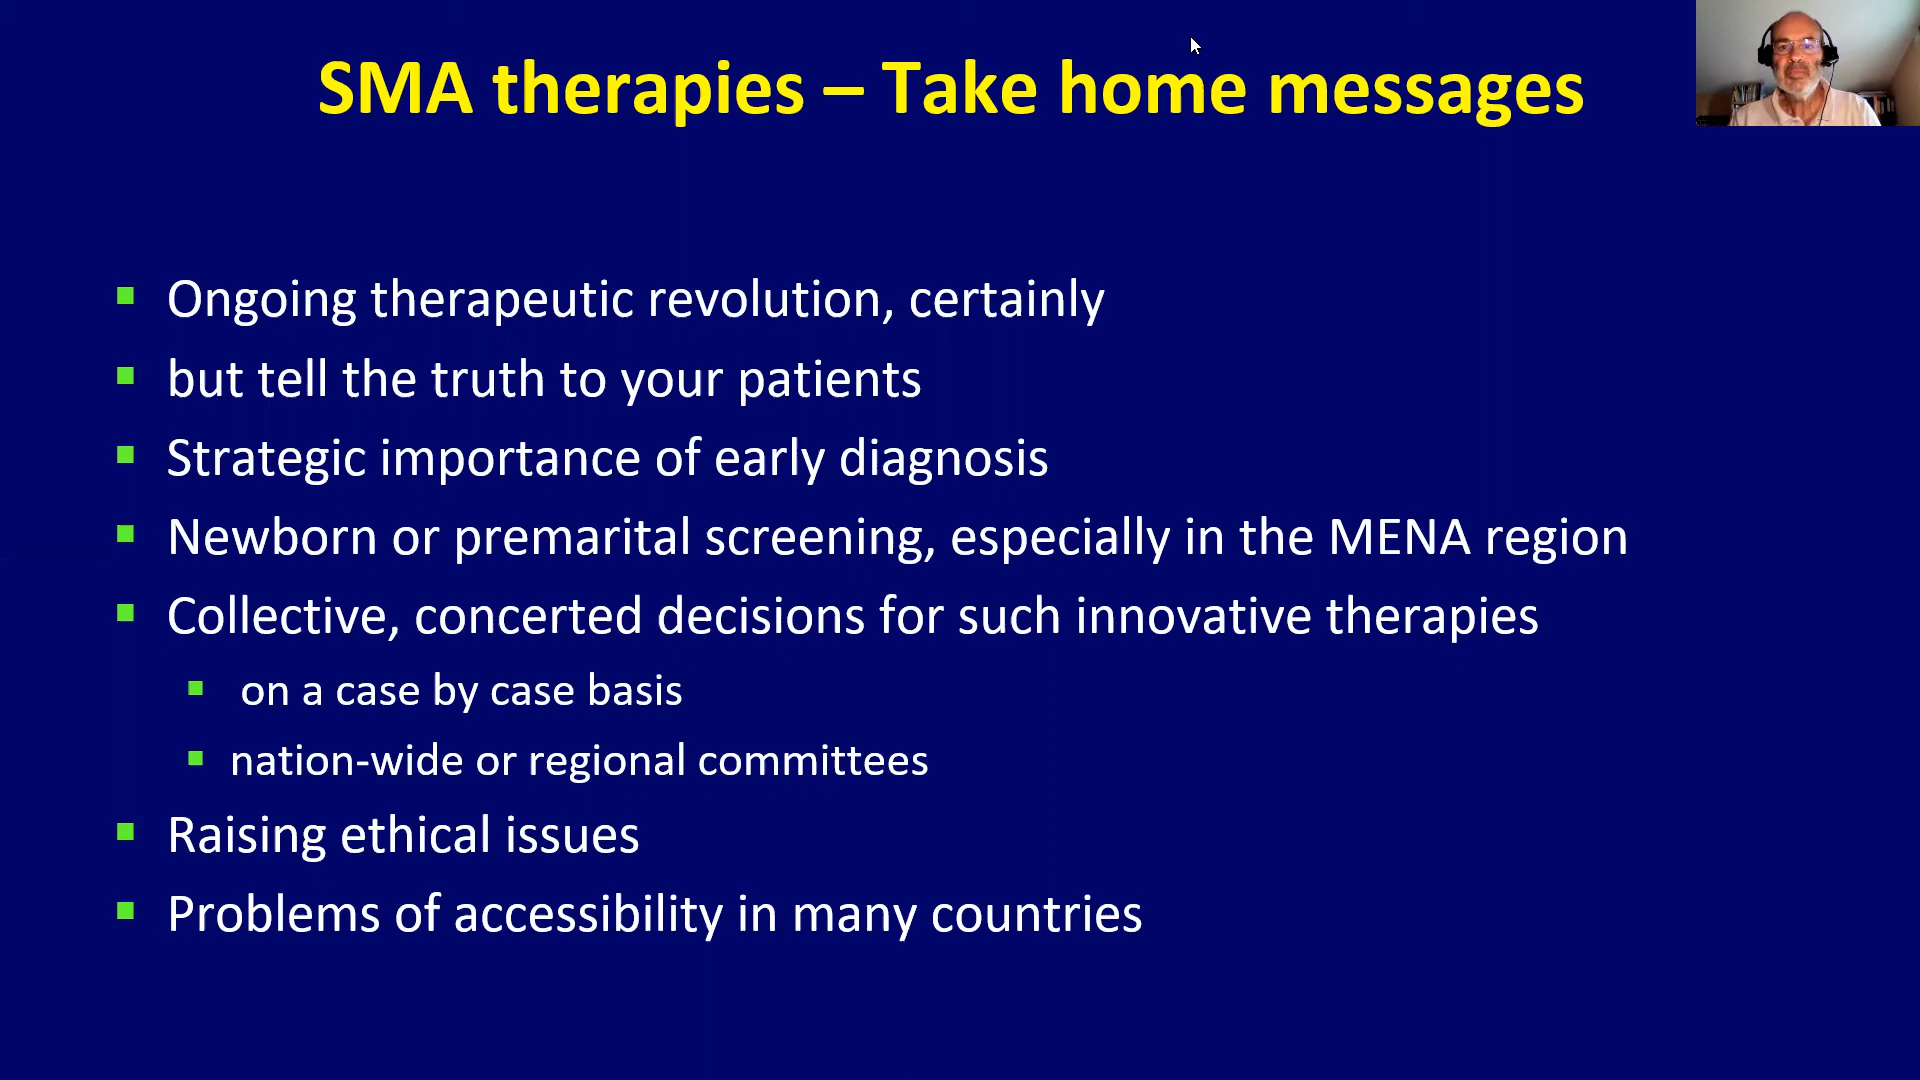 SMA therapies – Take home messages
Ongoing therapeutic revolution, certainly
but tell the truth to your patients
Strategic importance of early diagnosis
Newborn or premarital screening, especially in the MENA region
Collective, concerted decisions for such innovative therapies
on a case by case basis
nation-wide or regional committees
Raising ethical issues
Problems of accessibility in many countries